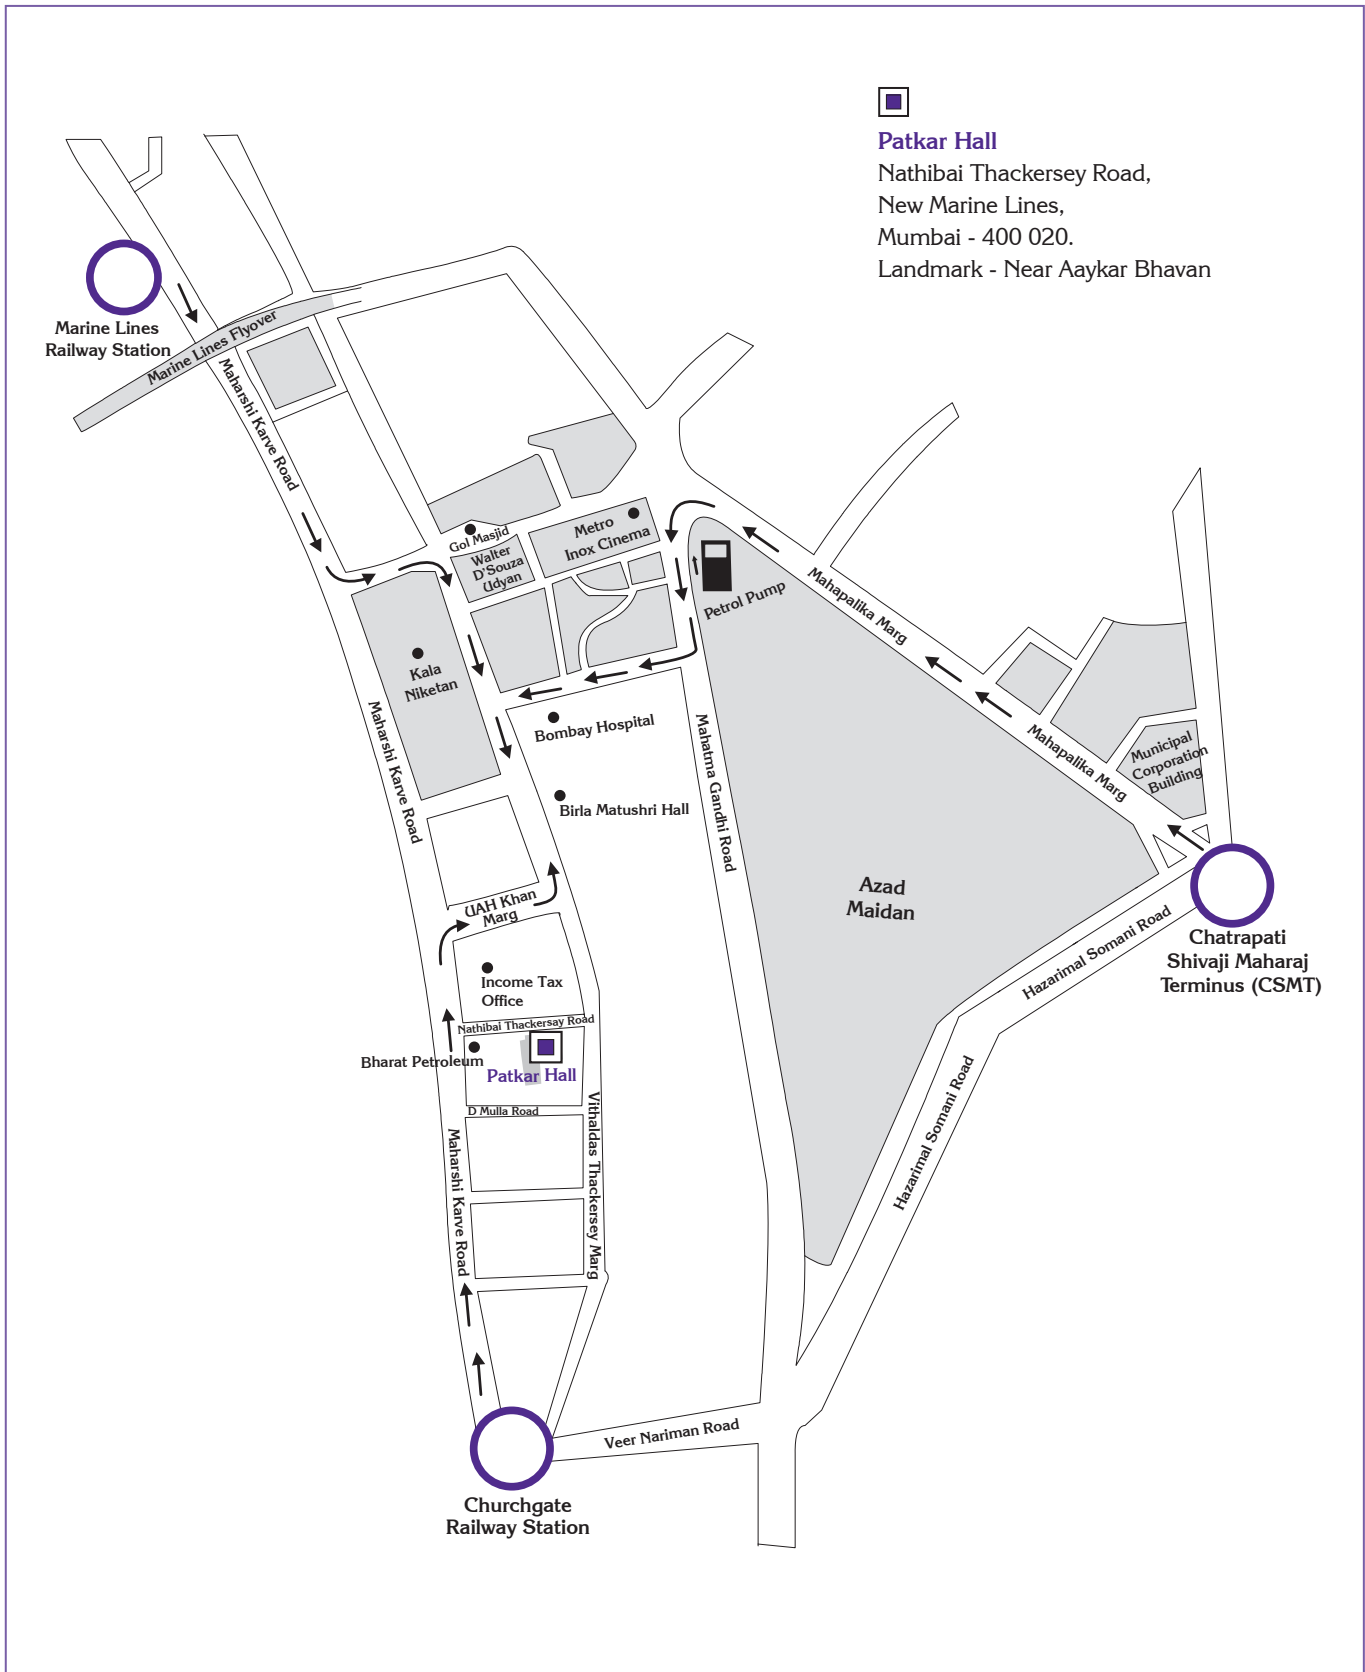 Patkar Hall
Nathibai Thackersey Road,
New Marine Lines,
Mumbai - 400 020.
Landmark - Near Aaykar Bhavan
Marine Lines
Railway Station
Marine Lines Flyover
Maharshi Karve Road
Gol Masjid
Walter
D'Souza
Udyan
Metro
Inox Cinema
Petrol Pump
Mahapalika Marg
Kala
Niketan
Maharshi Karve Road
Bombay Hospital
Mahatma Gandhi Road
Mahapalika Marg
Municipal
Corporation
Building
Birla Matushri Hall
Azad
Maidan
UAH Khan
Marg
Hazarimal Somani Road
Chatrapati
Shivaji Maharaj
Terminus (CSMT)
Income Tax
Office
Nathibai Thackersay Road
Bharat Petroleum
Patkar Hall
D Mulla Road
Vithaldas Thackersey Marg
Maharshi Karve Road
Hazarimal Somani Road
Veer Nariman Road
Churchgate
Railway Station